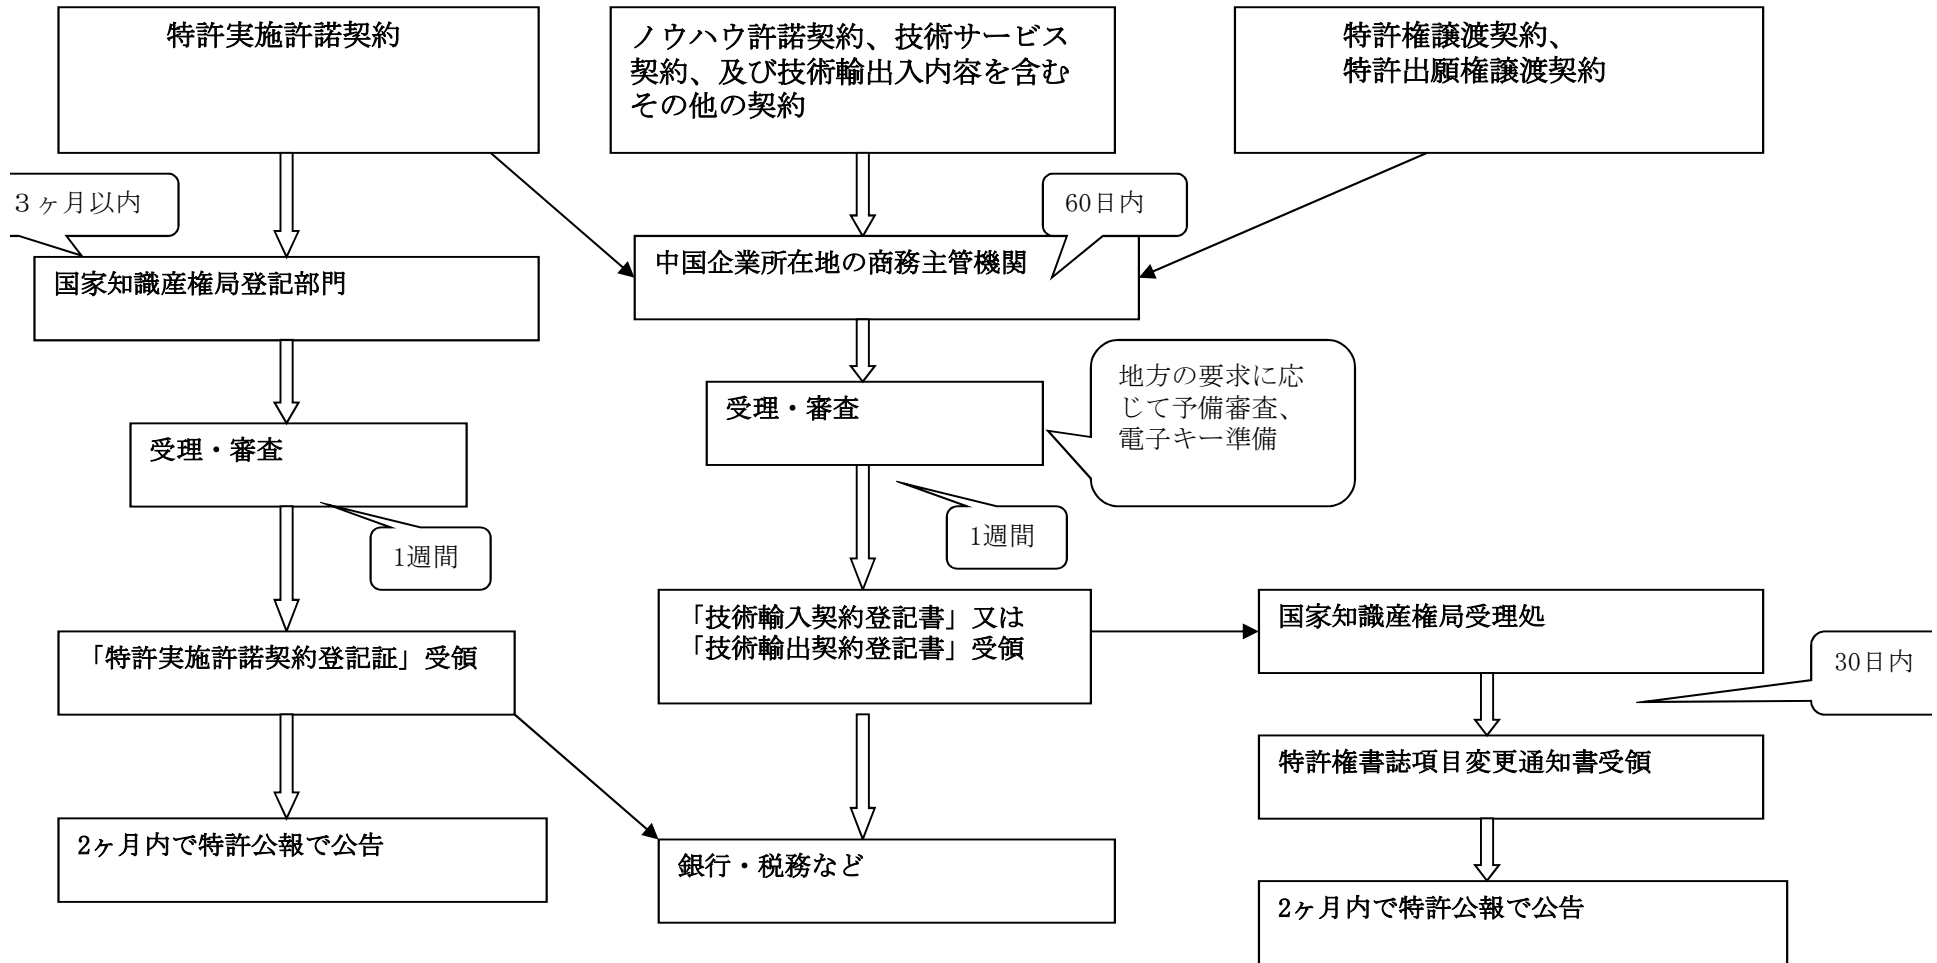 特許実施許諾契約
ノウハウ許諾契約、技術サービス
契約、及び技術輸出入内容を含む
その他の契約
特許権譲渡契約、
特許出願権譲渡契約
３ヶ月以内
60日内
国家知識産権局登記部門
中国企業所在地の商務主管機関
受理・審査
受理・審査
地方の要求に応
じて予備審査、
電子キー準備
1週間
1週間
「特許実施許諾契約登記証」受領
「技術輸入契約登記書」又は
「技術輸出契約登記書」受領
国家知識産権局受理処
30日内
特許権書誌項目変更通知書受領
2ヶ月内で特許公報で公告
銀行・税務など
2ヶ月内で特許公報で公告